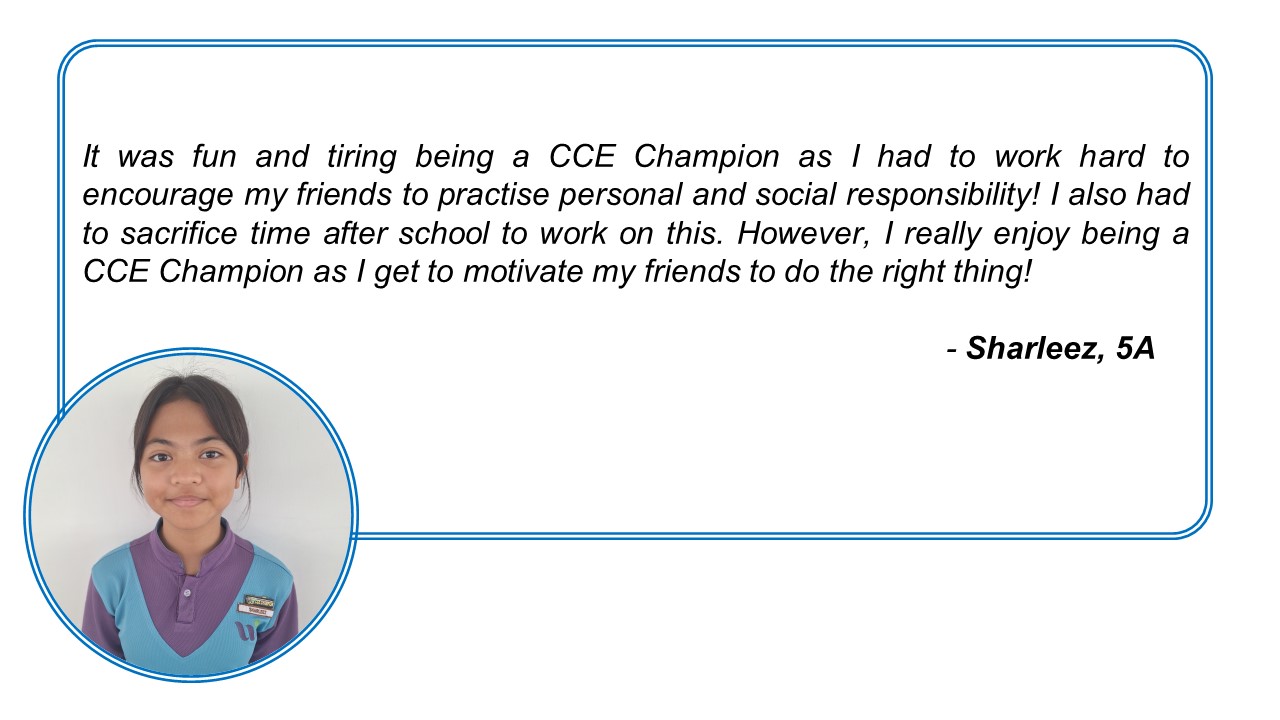 It was fun and tiring being a CCE Champion as I had to work hard to
encourage my friends to practise personal and social responsibility! I also had
to sacrifice time after school to work on this. However, I really enjoy being a
CCE Champion as I get to motivate my friends to do the right thing!
- Sharleez, 5A